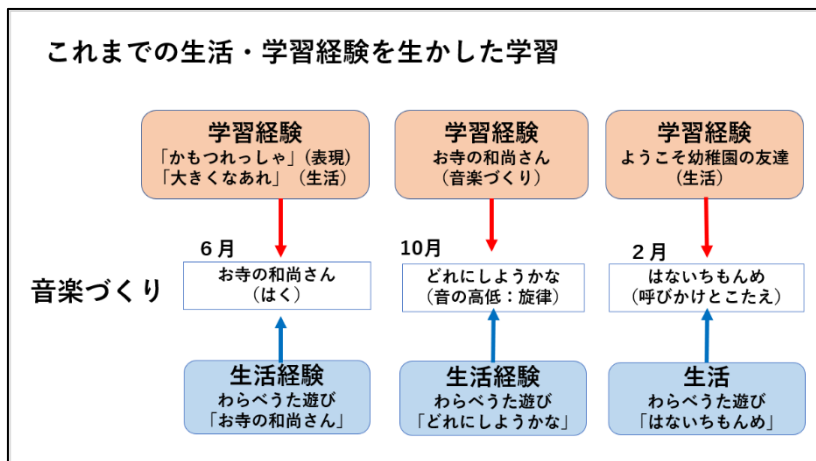 これまでの生活・学習経験を生かした学習
学習経験
「かもつれっしゃ」(表現)
「大きくなあれ」（生活）
学習経験
お寺の和尚さん
（音楽づくり）
学習経験
ようこそ幼稚園の友達
（生活）
音楽づくり
６月
お寺の和尚さん
（はく）
10月
どれにしようかな
（音の高低：旋律）
２月
はないちもんめ
（呼びかけとこたえ）
生活経験
わらべうた遊び
「お寺の和尚さん」
生活経験
わらべうた遊び
「どれにしようかな」
生活
わらべうた遊び
「はないちもんめ」